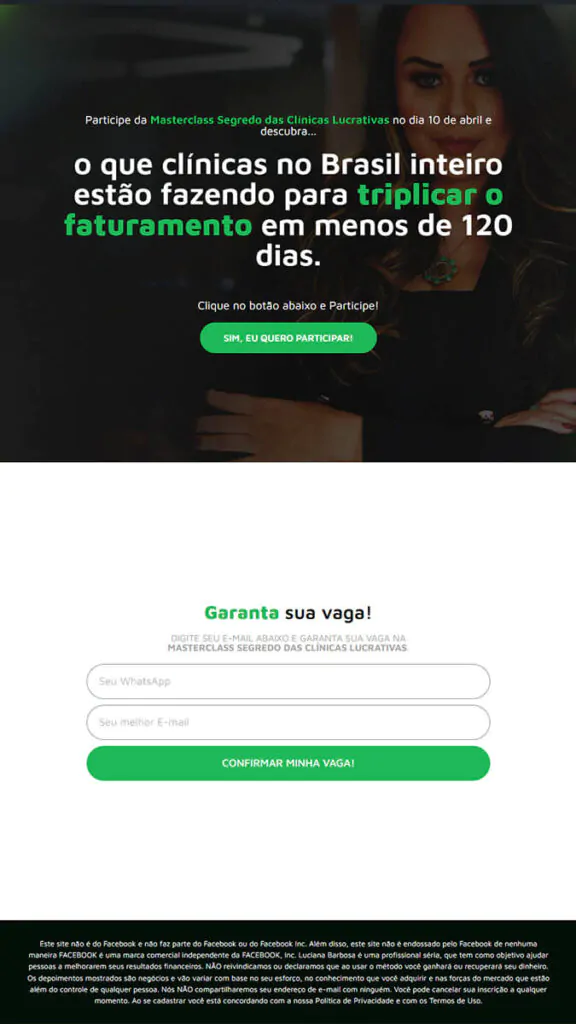 Participe da Masterclass Segredo das Clínicas Lucrativas no dia 10 de abril e
descubra...
o que clínicas no Brasil inteiro
estão fazendo para triplicar o
faturamento em menos de 120
dias.
Clique no botão abaixo e Participe!
SIM, EU QUERO PARTICIPAR!
Garanta sua vaga!
DIGITE SEU E-MAIL ABAIXO E GARANTA SUA VAGA NA
MASTERCLASS SEGREDO DAS CLÍNICAS LUCRATIVAS
Seu WhatsApp
Seu melhor E-mail
CONFIRMAR MINHA VAGA!
Este site não é do Facebook e não faz parte do Facebook ou do Facebook Inc. Além disso, este site não é endossado pelo Facebook de nenhuma
maneira FACEBOOK é uma marca comercial independente da FACEBOOK, Inc. Luciana Barbosa é uma profissional séria, que tem como objetivo ajudar
pessoas a melhorarem seus resultados financeiros. NÃO reivindicamos ou declaramos que ao usar o método você ganhará ou recuperará seu dinheiro.
Os depoimentos mostrados são negócios e vão variar com base no seu esforço, no conhecimento que você adquirir e nas forças do mercado que estão
além do controle de qualquer pessoa. Nós NÃO compartilharemos seu endereço de e-mail com ninguém. Você pode cancelar sua inscrição a qualquer
momento. Ao se cadastrar você está concordando com a nossa Política de Privacidade e com os Termos de Uso.